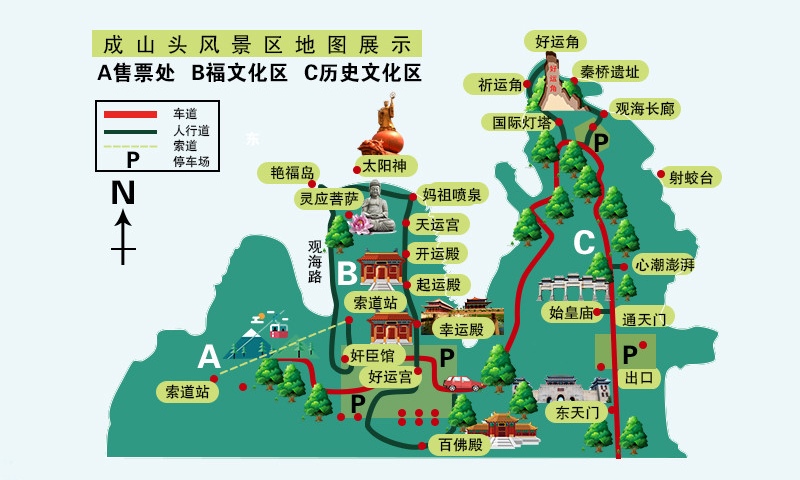 成山头风景区地图展示
A售票处 B福文化区 C历史文化区
车道
人行道
索道
P 停车场
N
东
好运角
好运角
祈运角
秦桥遗址
观海长廊
国际灯塔
P
射蛟台
太阳神
艳福岛
灵应菩萨
妈祖喷泉
天运宫
观海路
开运殿
B
C
心潮澎湃
起运殿
索道站
始皇庙
通天门
幸运殿
A
奸臣馆
P
P
好运宫
出口
索道站
P
东天门
百佛殿